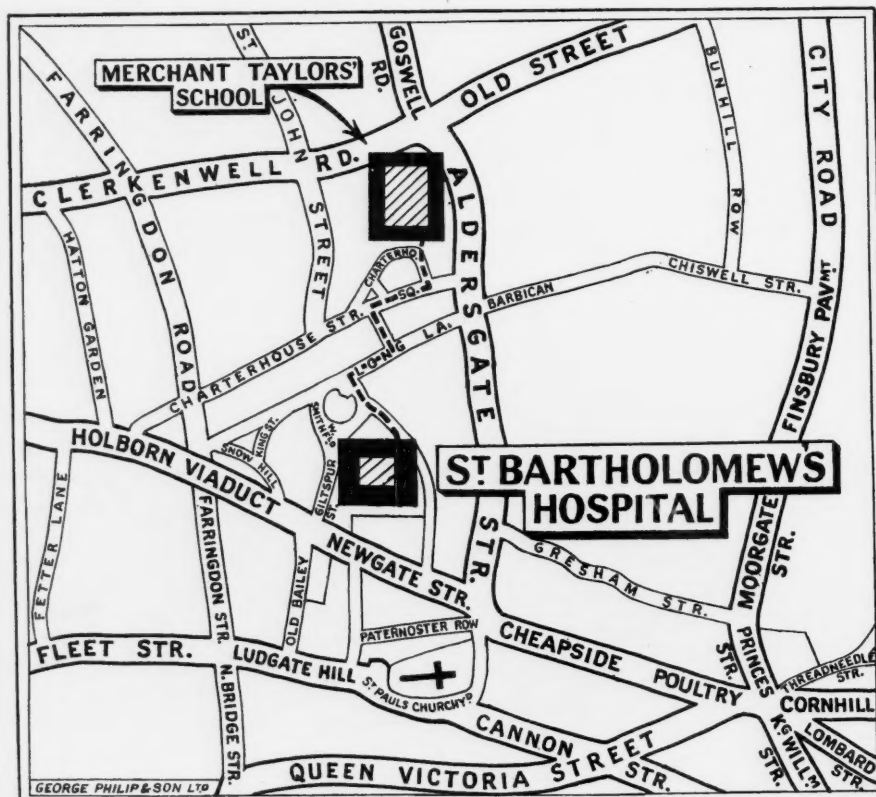 MERCHANT TAYLORS'
SCHOOL
ST. JOHN STREET
GOSWELL RD.
OLD STREET
BUNHILL ROW
CITY ROAD
FARRINGDON ROAD
CLERKENWELL RD.
ALDERSGATE STR.
HATTON GARDEN
CHARTERHO. SQ.
CHISWELL STR.
BARBICAN
FINSBURY PAVMT
CHARTERHOUSE STR.
LONG LA.
HOLBORN VIADUCT
SNOW HILL
KING ST.
W. SMITHFLD
GILTSPUR ST.
ST BARTHOLOMEW'S
HOSPITAL
FETTER LANE
FARRINGDON STR.
OLD BAILEY
NEWGATE STR.
GRESHAM STR.
MOORGATE STR.
PATERNOSTER ROW
FLEET STR.
LUDGATE HILL
ST PAULS CHURCHYD
CHEAPSIDE
POULTRY
PRINCES STR.
THREADNEEDLE STR.
CORNHILL
N. BRIDGE STR.
CANNON STR.
QUEEN VICTORIA STREET
KG WILLM STR.
LOMBARD STR.
GEORGE PHILIP & SON LTD